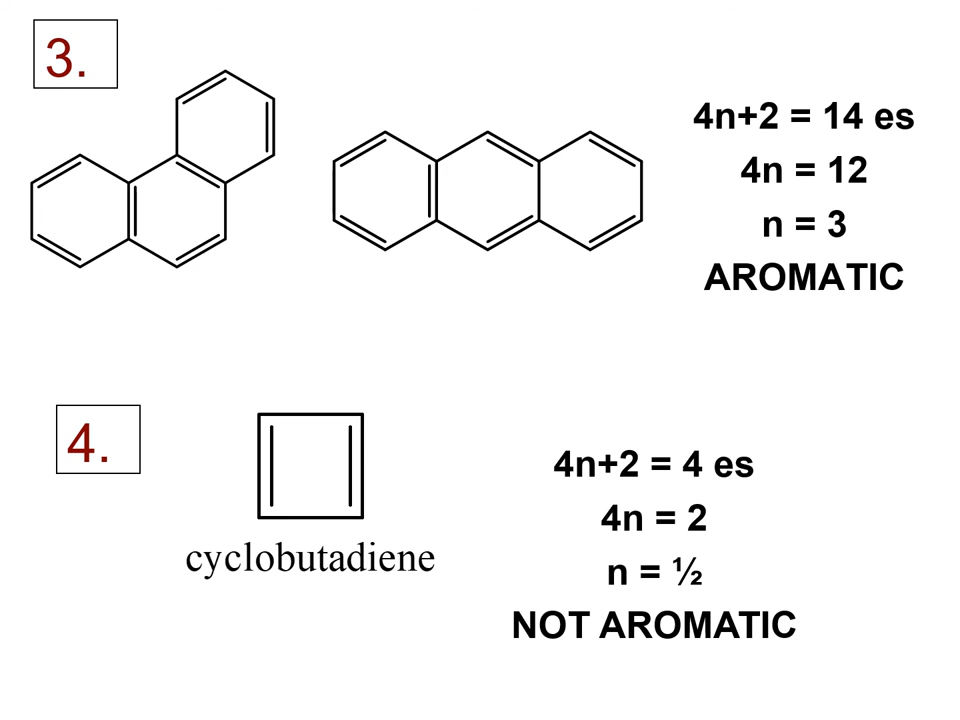 3.
4n+2 = 14 es
4n = 12
n = 3
AROMATIC
4.
cyclobutadiene
4n+2 = 4 es
4n = 2
n = ½
NOT AROMATIC